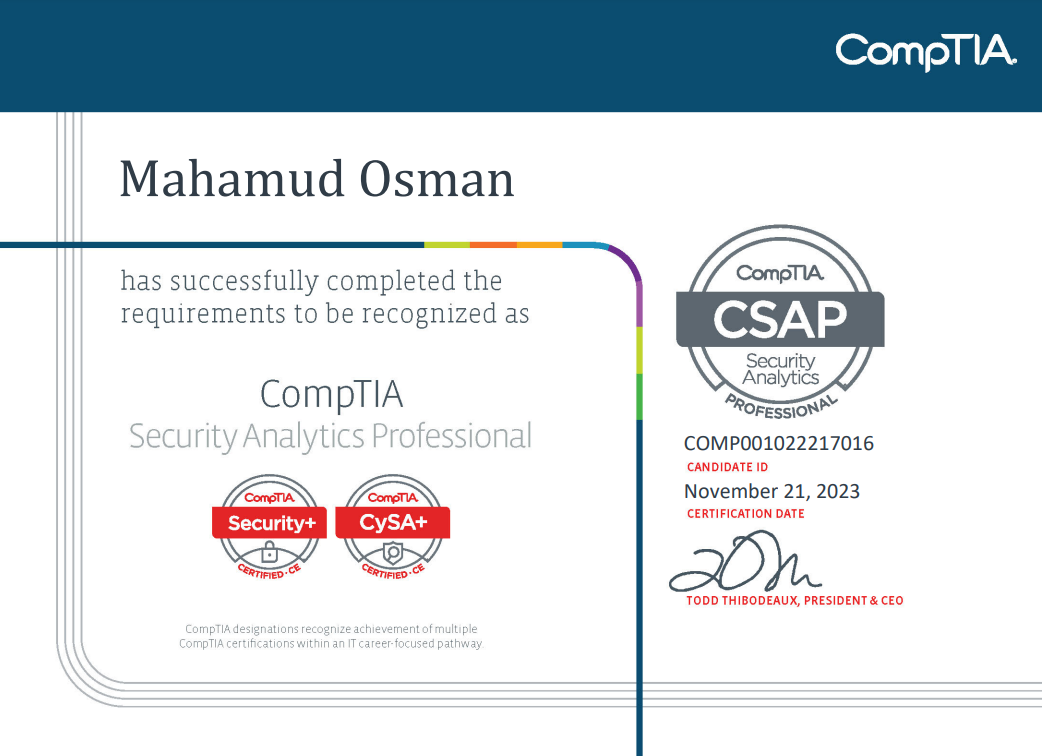 CompTIA.
Mahamud Osman
has successfully completed the
requirements to be recognized as
CompTIA
Security Analytics Professional
CompTIA.
Security+
CERTIFIED•CE
CompTIA.
CySA+
CERTIFIED•CE
CompTIA designations recognize achievement of multiple
CompTIA certifications within an IT career-focused pathway.
CompTIA.
CSAP
Security
Analytics
PROFESSIONAL
COMP001022217016
CANDIDATE ID
November 21, 2023
CERTIFICATION DATE
TODD THIBODEAUX, PRESIDENT & CEO